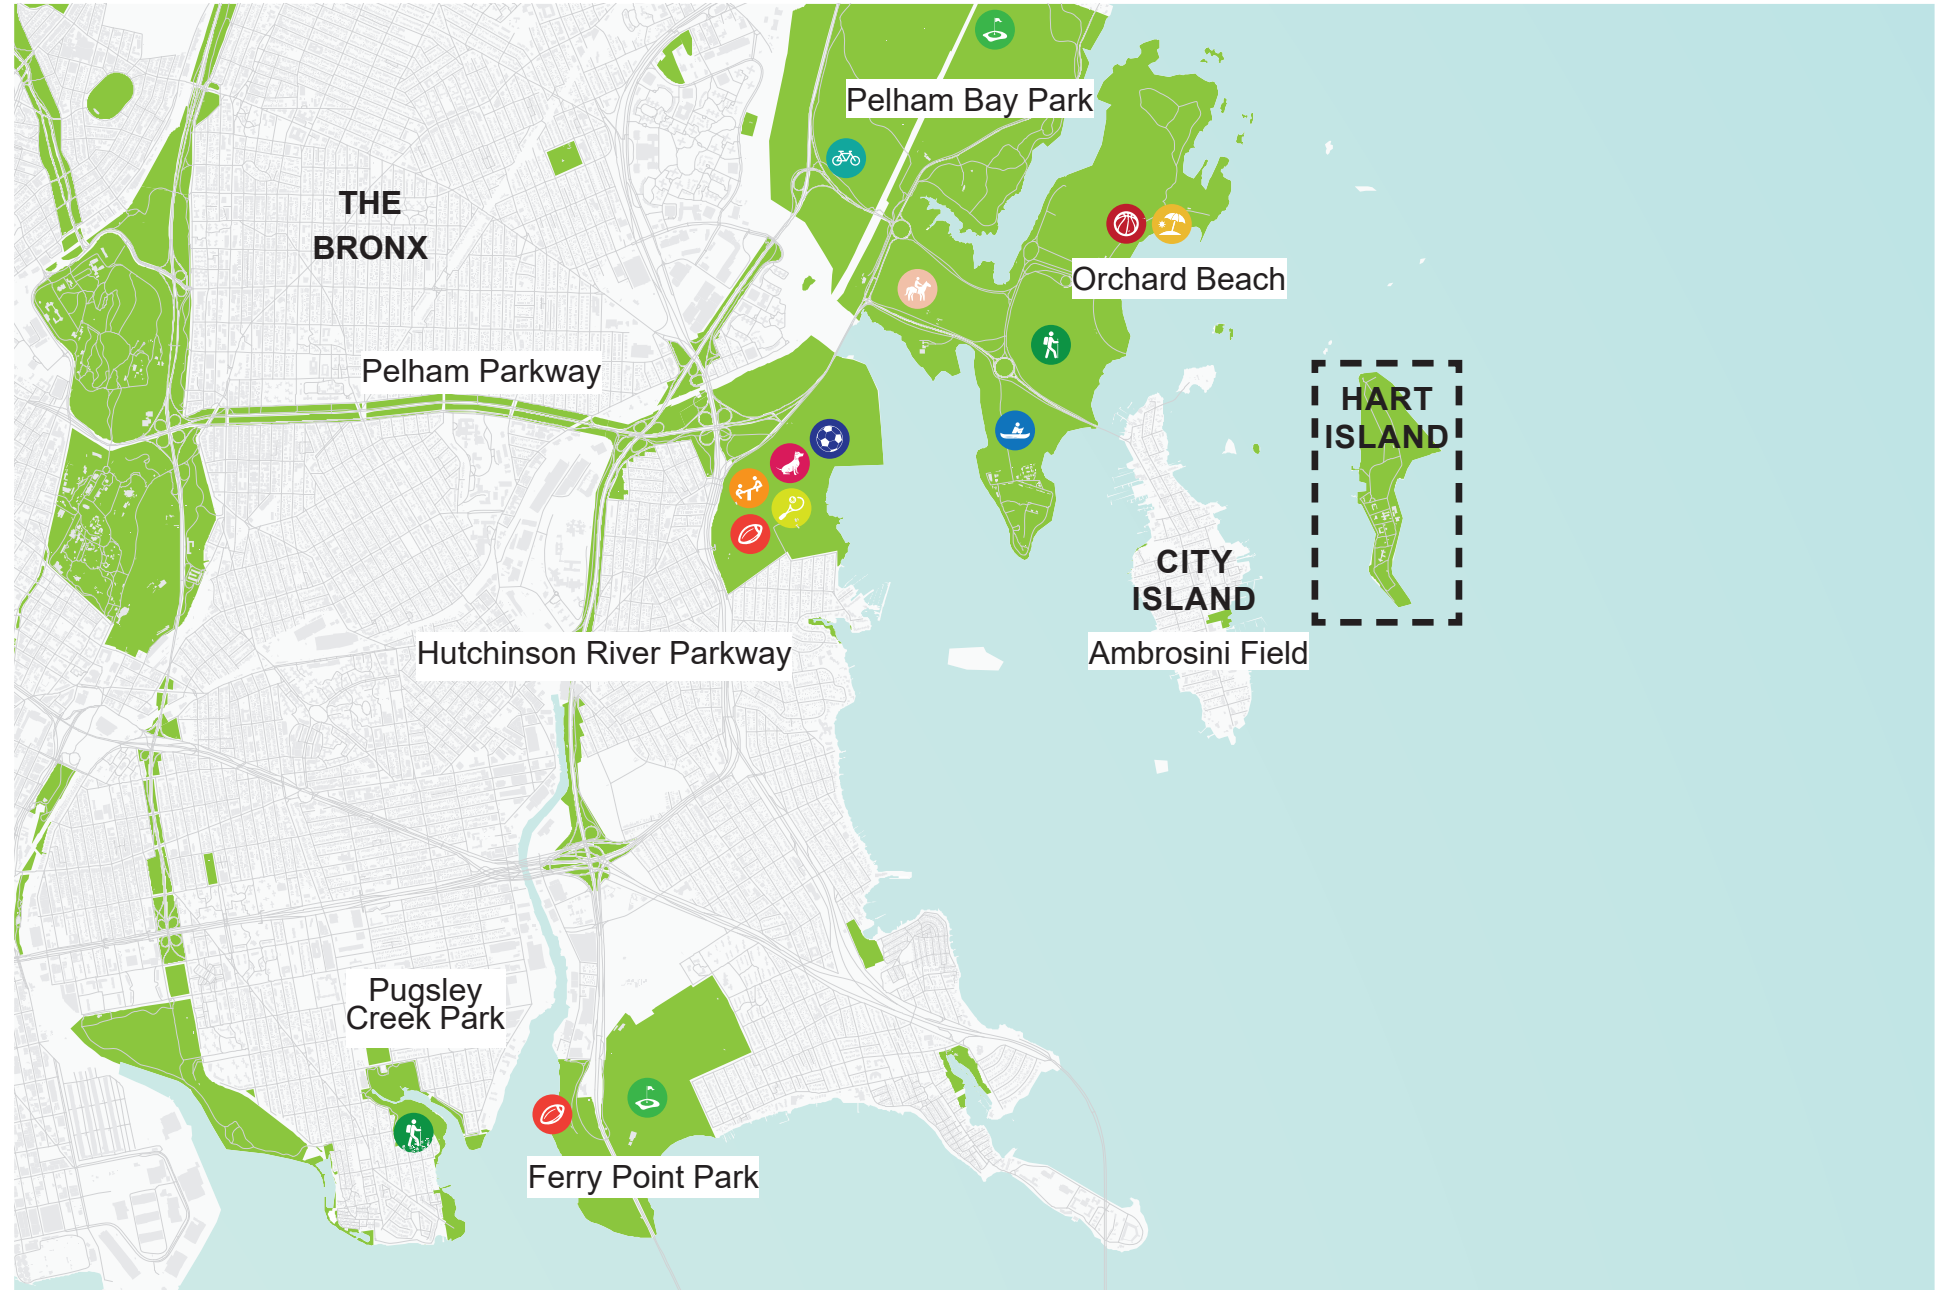 Pelham Bay Park
THE
BRONX
Orchard Beach
Pelham Parkway
HART
ISLAND
CITY
ISLAND
Hutchinson River Parkway
Ambrosini Field
Pugsley
Creek Park
Ferry Point Park